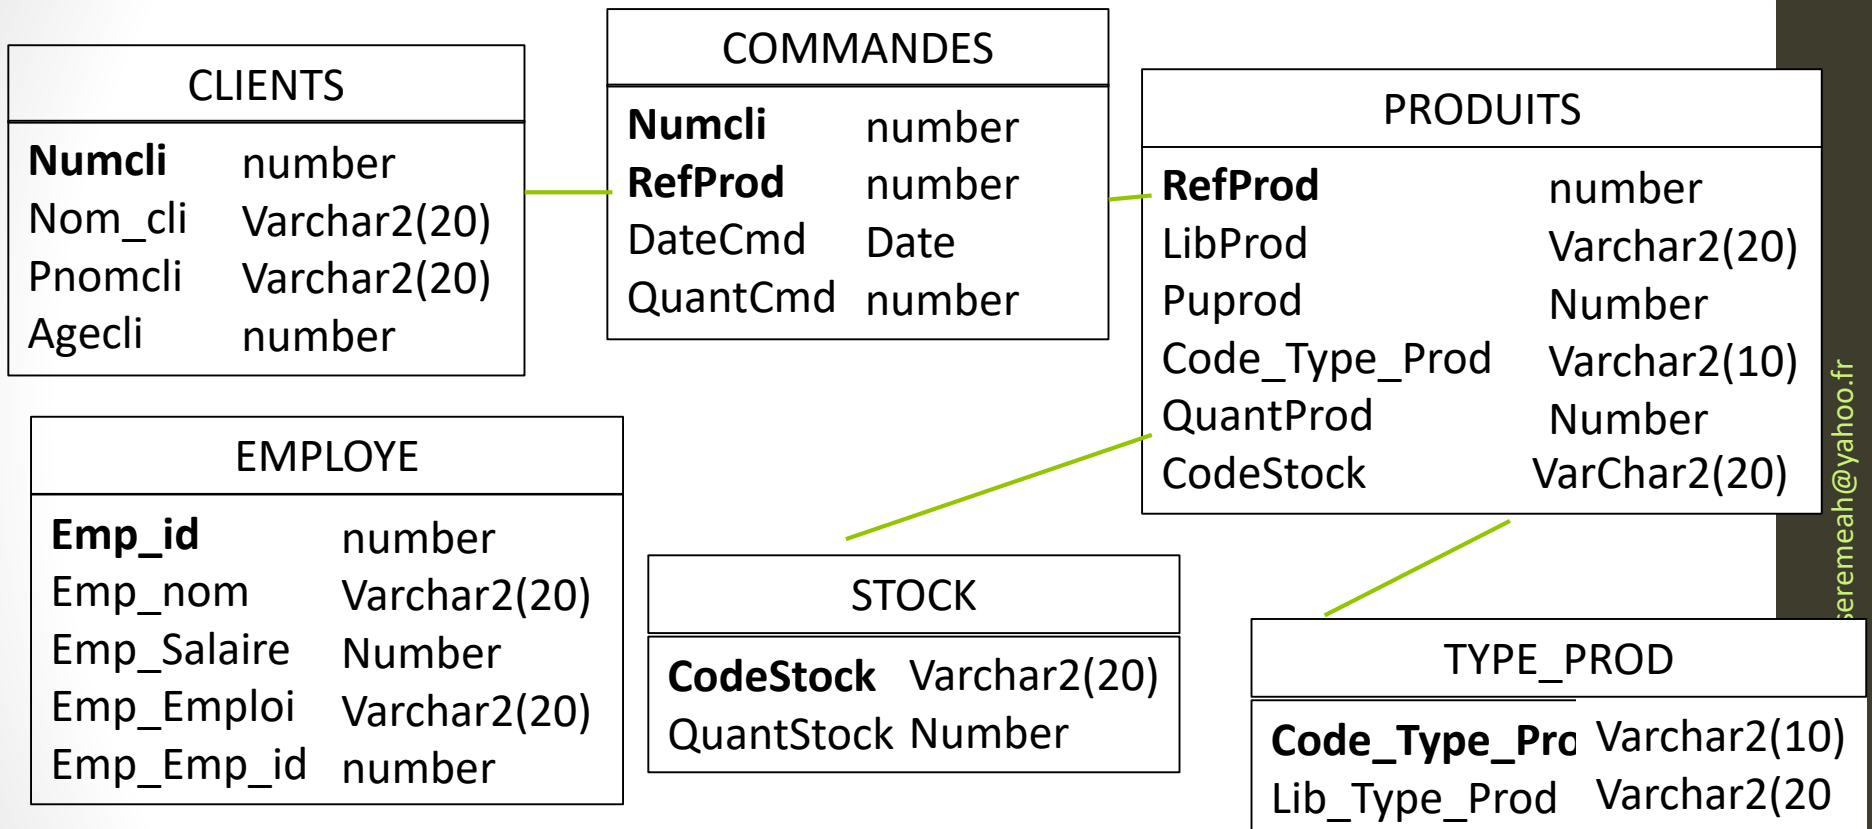 CLIENTS
Numcli number
Nom_cli Varchar2(20)
Pnomcli Varchar2(20)
Agecli number
COMMANDES
Numcli number
RefProd number
DateCmd Date
QuantCmd number
PRODUITS
RefProd number
LibProd Varchar2(20)
Puprod Number
Code_Type_Prod Varchar2(10)
QuantProd Number
CodeStock VarChar2(20)
EMPLOYE
Emp_id number
Emp_nom Varchar2(20)
Emp_Salaire Number
Emp_Emploi Varchar2(20)
Emp_Emp_id number
STOCK
CodeStock Varchar2(20)
QuantStock Number
TYPE_PROD
Code_Type_Pro Varchar2(10)
Lib_Type_Prod Varchar2(20
seremeah@yahoo.fr